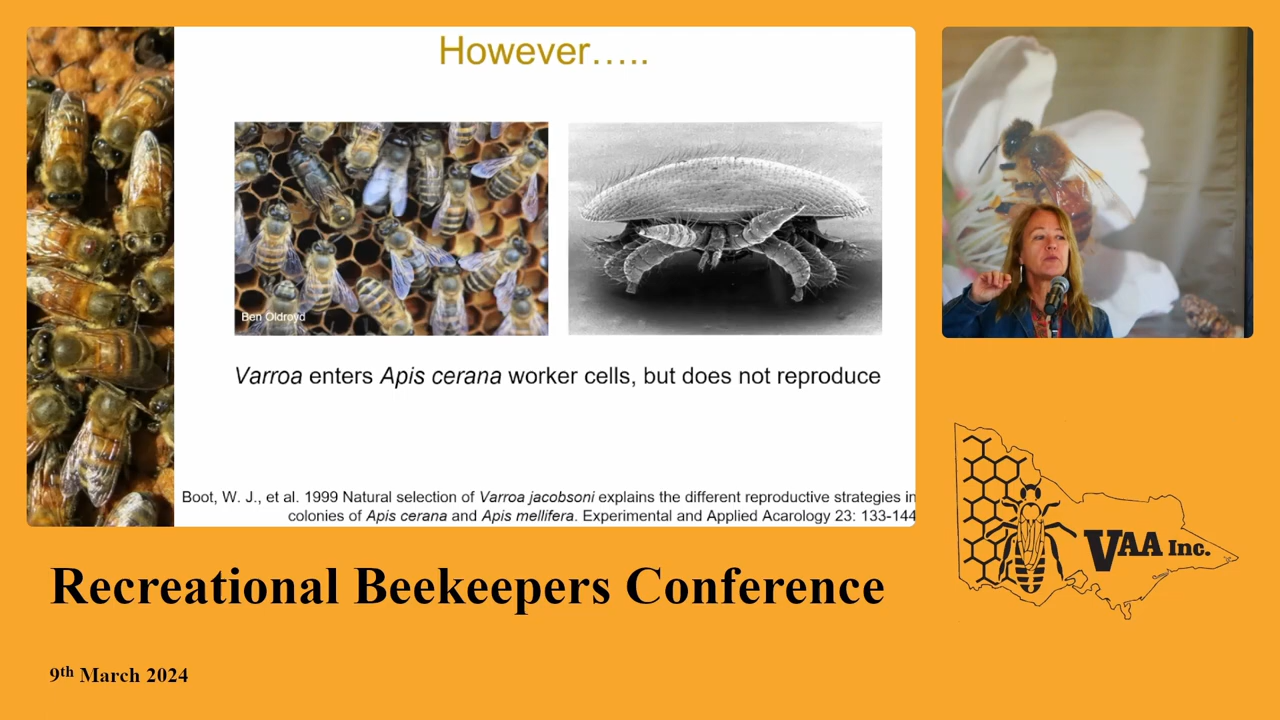 However…..
Ben Oldroyd
Varroa enters Apis cerana worker cells, but does not reproduce
Boot, W. J., et al. 1999 Natural selection of Varroa jacobsoni explains the different reproductive strategies in
colonies of Apis cerana and Apis mellifera. Experimental and Applied Acarology 23: 133-144
VAA Inc.
Recreational Beekeepers Conference
9th March 2024